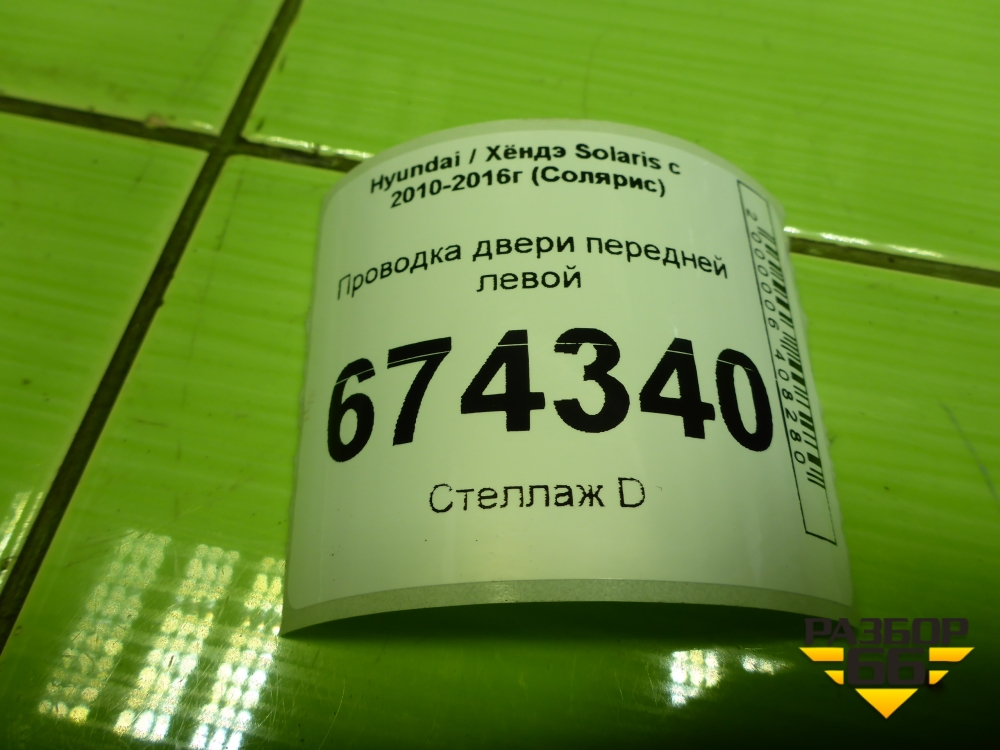 Hyundai / Хёндэ Solaris с
2010-2016г (Солярис)
Проводка двери передней
левой
674340
Стеллаж D
2000006408280
РАЗБОР
66